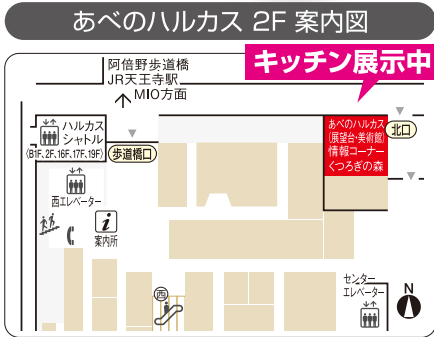 あべのハルカス 2F 案内図
キッチン展示中
阿倍野歩道橋
JR天王寺駅
MIO方面
ハルカス
シャトル
(B1F、2F、16F、17F、19F)
歩道橋口
あべのハルカス
(展望台・美術館)
情報コーナー
くつろぎの森
北口
西エレベーター
i
案内所
西
センター
エレベーター
N